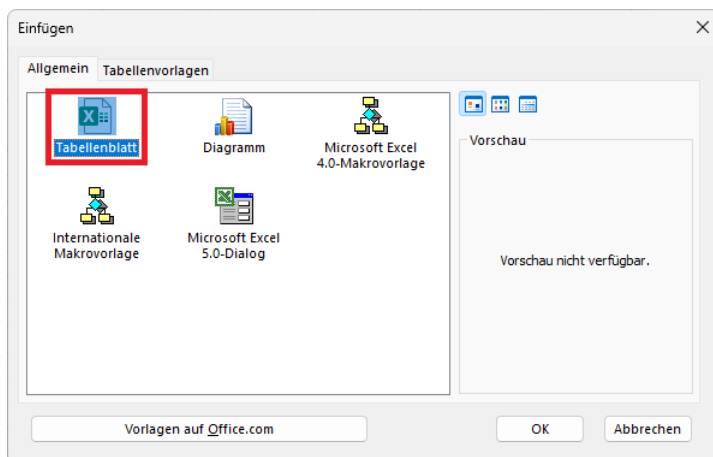 Einfügen
Allgemein Tabellenvorlagen
Tabellenblatt
Diagramm
Microsoft Excel
4.0-Makrovorlage
Internationale
Makrovorlage
Microsoft Excel
5.0-Dialog
Vorschau
Vorschau nicht verfügbar.
Vorlagen auf Office.com
OK
Abbrechen